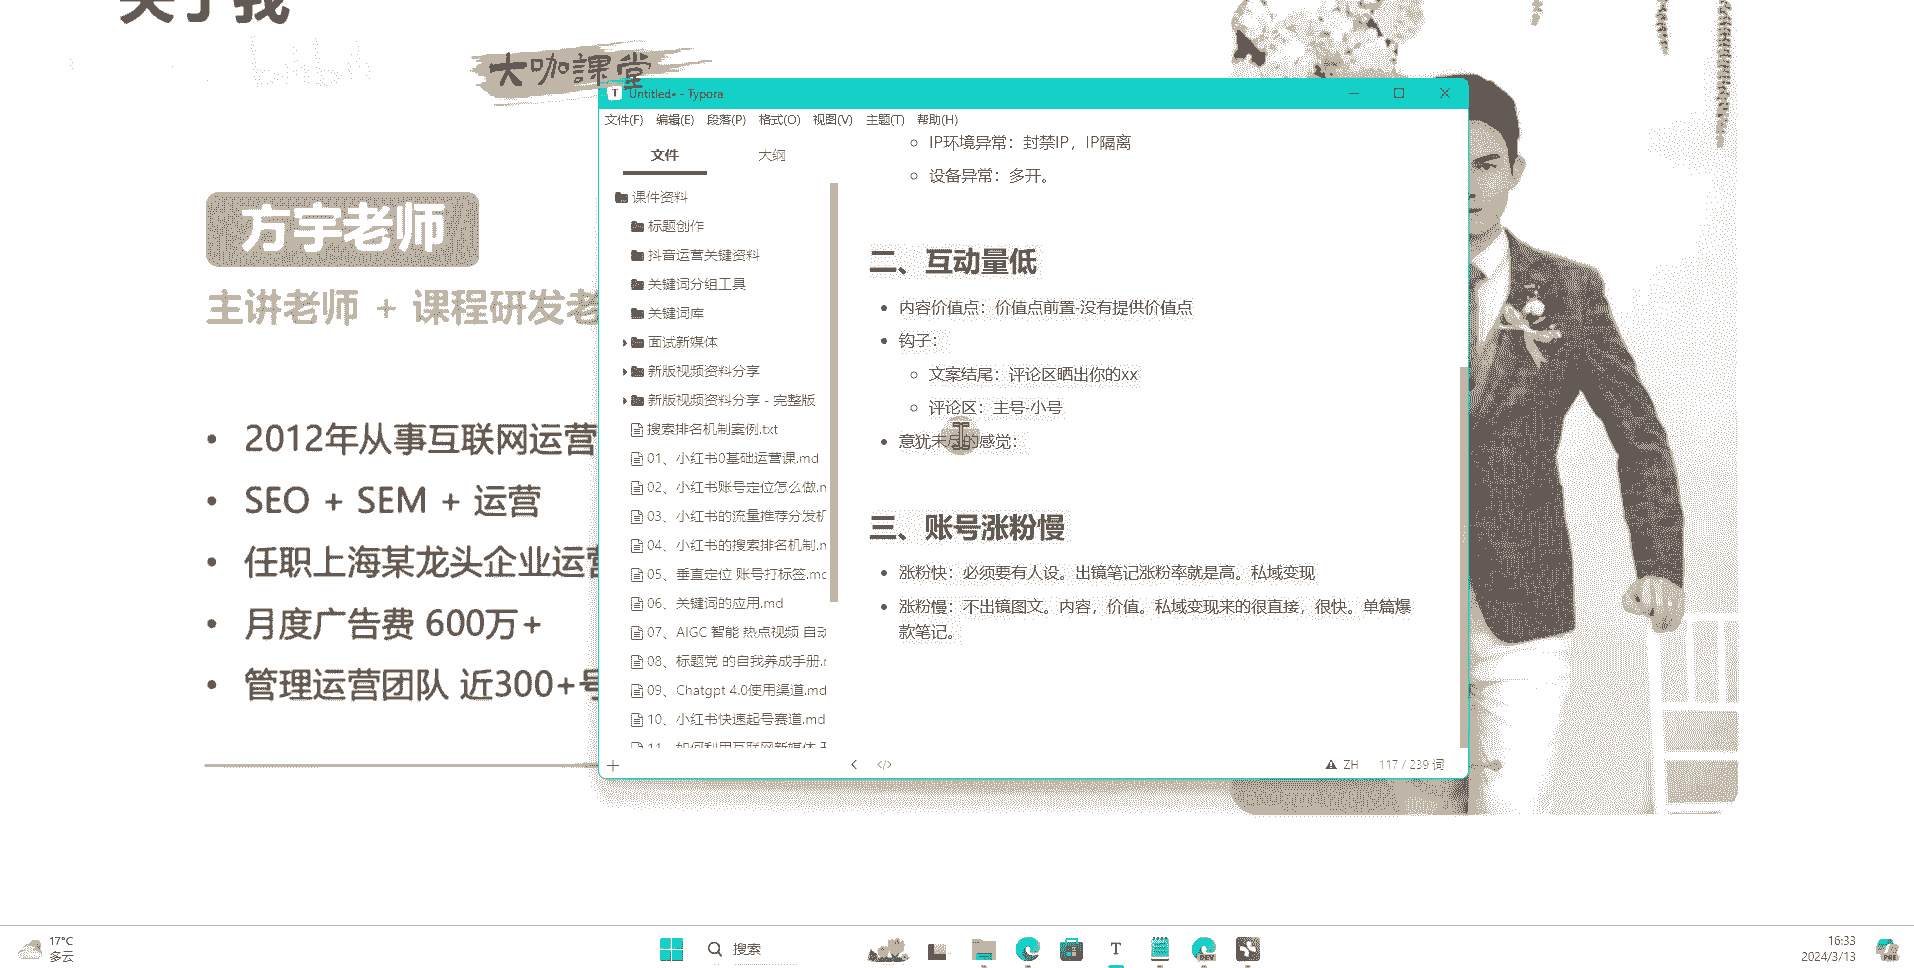 关于我
大咖課堂
方宇老师
主讲老师 + 课程研发老
2012年从事互联网运营
SEO + SEM + 运营
任职上海某龙头企业运营
月度广告费 600万+
管理运营团队 近300+号
Untitled• - Typora
文件(F) 编辑(E) 段落(P) 格式(O) 视图(V) 主题(T) 帮助(H)
文件 大纲
课件资料
标题创作
抖音运营关键资料
关键词分组工具
关键词库
面试新媒体
新版视频资料分享
新版视频资料分享 - 完整版
搜索排名机制案例.txt
01、小红书0基础运营课.md
02、小红书账号定位怎么做.m
03、小红书的流量推荐分发机
04、小红书的搜索排名机制.m
05、垂直定位 账号打标签.md
06、关键词的应用.md
07、AIGC 智能 热点视频 自动
08、标题党 的自我养成手册.m
09、Chatgpt 4.0使用渠道.md
10、小红书快速起号赛道.md
11、如何利用互联网新媒体
IP环境异常：封禁IP，IP隔离
设备异常：多开。
二、互动量低
内容价值点：价值点前置-没有提供价值点
钩子：
文案结尾：评论区晒出你的xx
评论区：主号-小号
意犹未尽的感觉：
三、账号涨粉慢
涨粉快：必须要有人设。出镜笔记涨粉率就是高。私域变现
涨粉慢：不出镜图文。内容，价值。私域变现来的很直接，很快。单篇爆
款笔记。
ZH 117 / 239 词
17°C
多云
搜索
16:33
2024/3/13